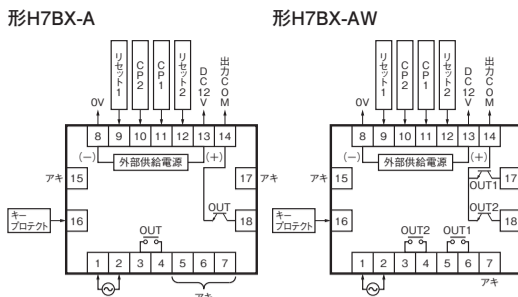 形H7BX-A
リセット1
CP2
CP1
リセット2
DC12V
出力COM
0V
8 9 10 11 12 13 14
(−) 外部供給電源 (+)
アキ 15
17 アキ
キープロテクト
16
OUT
18
OUT
1 2 3 4 5 6 7
アキ
形H7BX-AW
リセット1
CP2
CP1
リセット2
DC12V
出力COM
0V
8 9 10 11 12 13 14
(−) 外部供給電源 (+)
アキ 15
17
OUT1
キープロテクト
16
OUT2
18
OUT2 OUT1
1 2 3 4 5 6 7
アキ